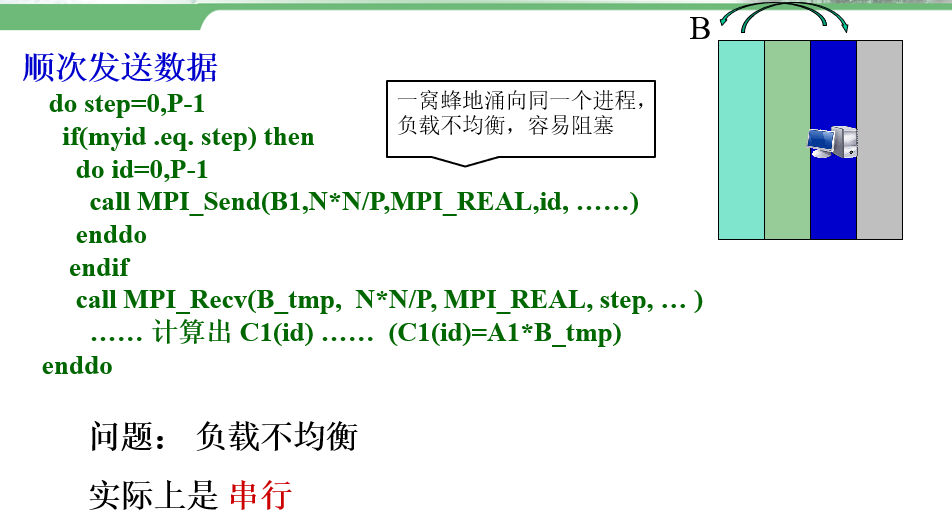 B
顺次发送数据
do step=0,P-1
if(myid .eq. step) then
一窝蜂地涌向同一个进程，
负载不均衡，容易阻塞
do id=0,P-1
call MPI_Send(B1,N*N/P,MPI_REAL,id, ……)
enddo
endif
call MPI_Recv(B_tmp, N*N/P, MPI_REAL, step, … )
…… 计算出 C1(id) …… (C1(id)=A1*B_tmp)
enddo
问题： 负载不均衡
实际上是 串行